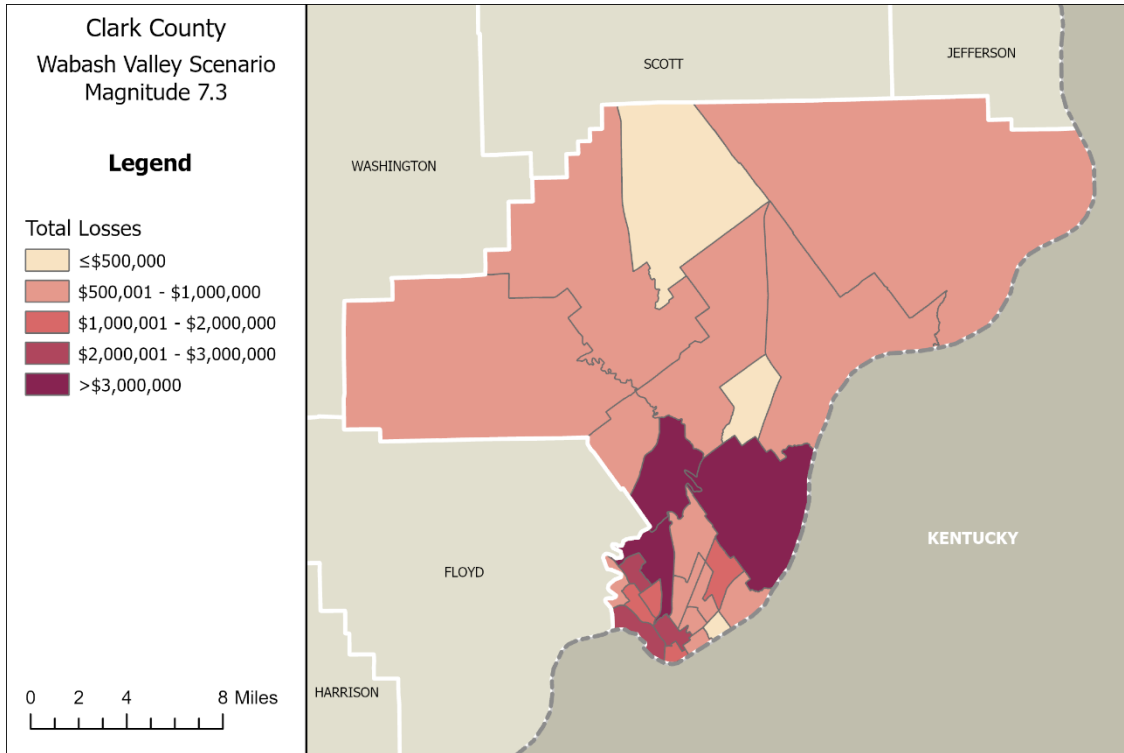 Clark County
Wabash Valley Scenario
Magnitude 7.3
Legend
Total Losses
≤$500,000
$500,001 - $1,000,000
$1,000,001 - $2,000,000
$2,000,001 - $3,000,000
>$3,000,000
0 2 4 8 Miles
SCOTT
JEFFERSON
WASHINGTON
KENTUCKY
FLOYD
HARRISON